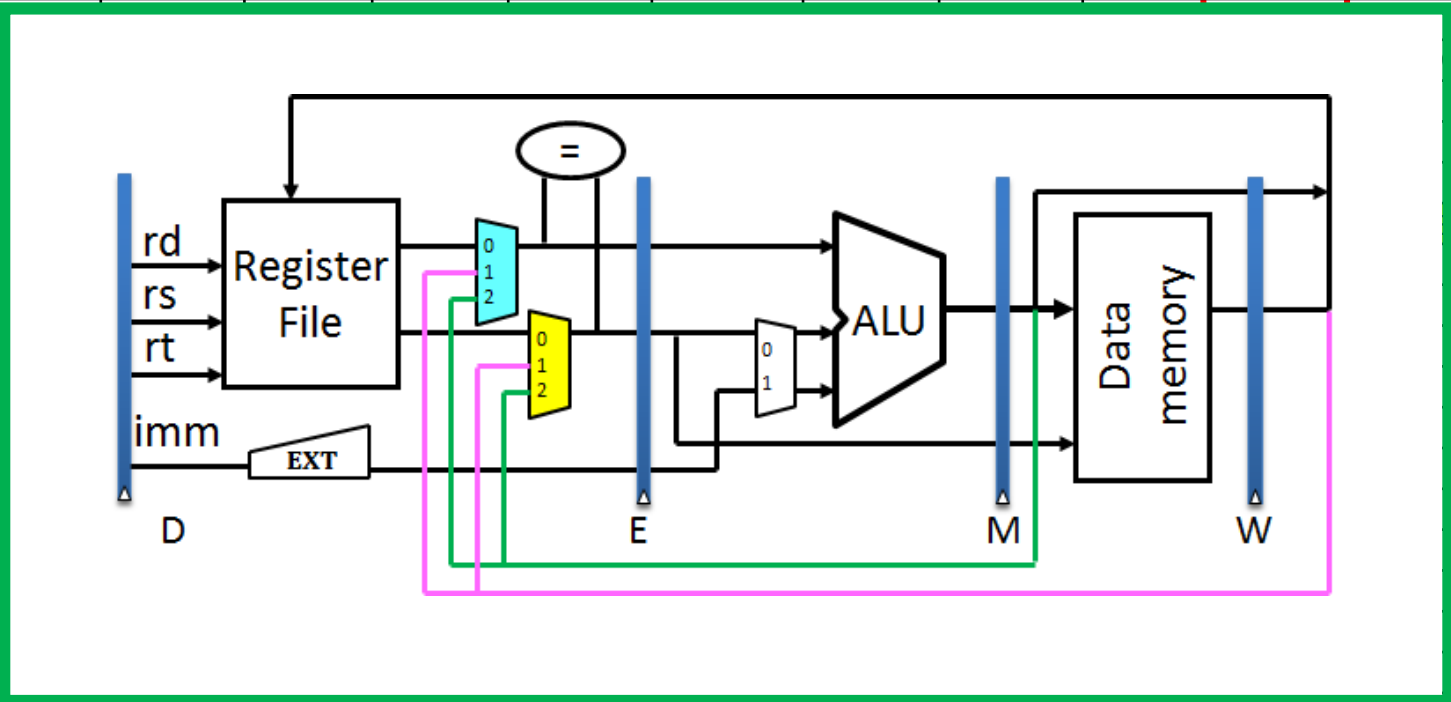 =
rd
rs
rt
imm
Register
File
EXT
0
1
2
0
1
2
0
1
ALU
Data
memory
D
E
M
W